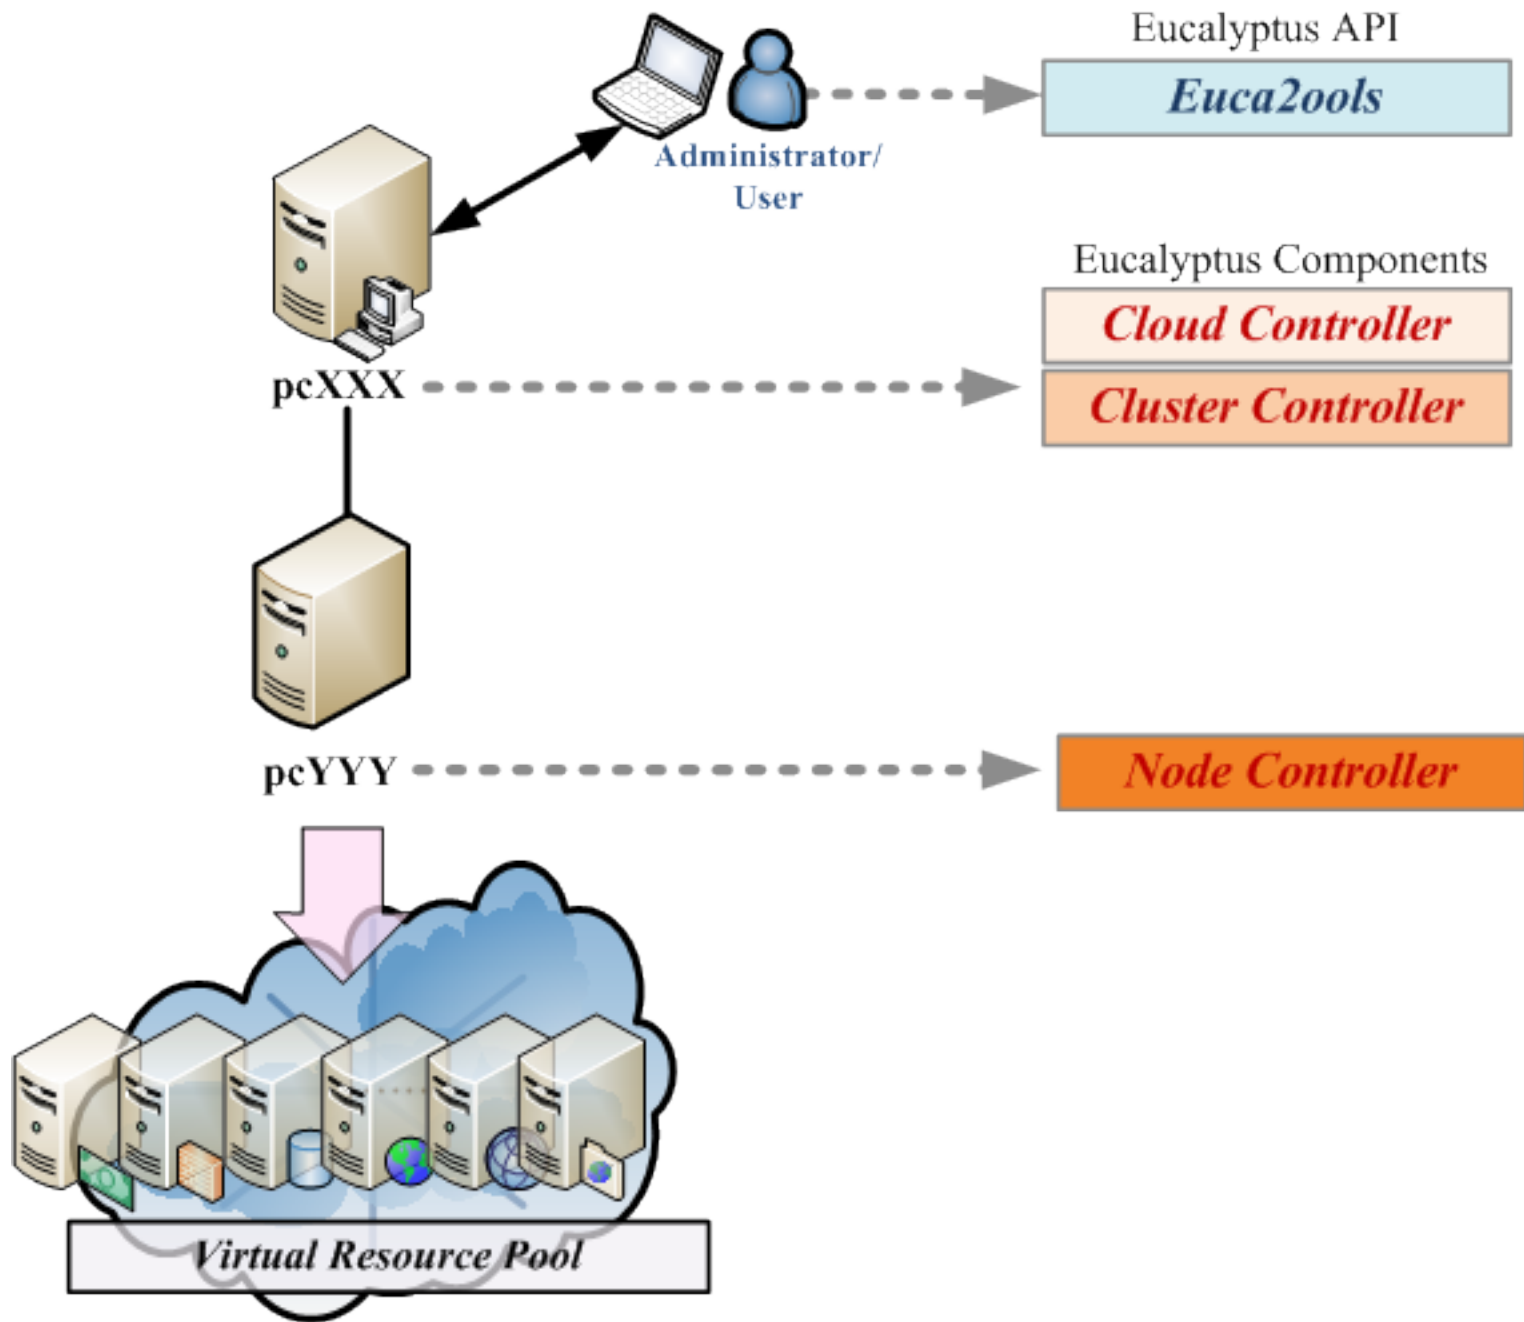 Eucalyptus API
Euca2ools
Administrator/
User
Eucalyptus Components
Cloud Controller
pcXXX
Cluster Controller
pcYYY
Node Controller
Virtual Resource Pool